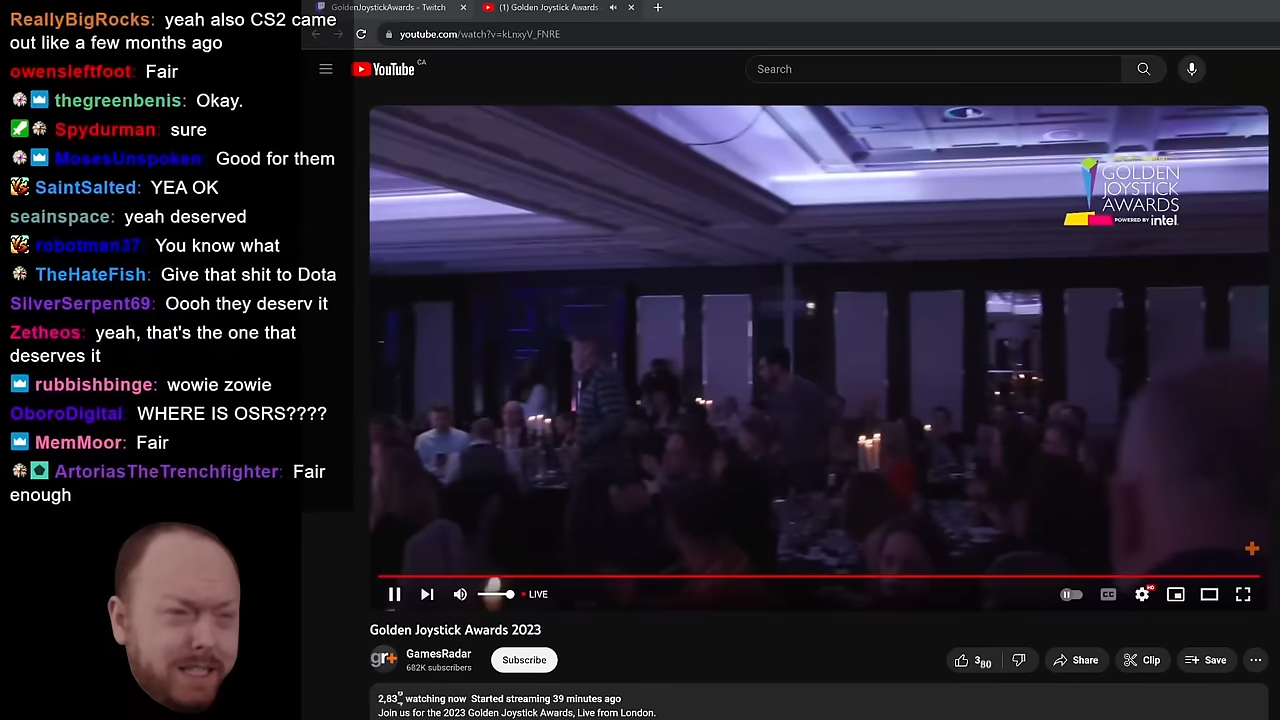 ReallyBigRocks: yeah also CS2 came
out like a few months ago
owensleftfoot: Fair
thegreenbenis: Okay.
Spydurman: sure
MosesUnspoken: Good for them
SaintSalted: YEA OK
seainspace: yeah deserved
robotman37: You know what
TheHateFish: Give that shit to Dota
SilverSerpent69: Oooh they deserv it
Zetheos: yeah, that's the one that
deserves it
rubbishbinge: wowie zowie
OboroDigital: WHERE IS OSRS????
MemMoor: Fair
ArtoriasTheTrenchfighter: Fair
enough
GoldenJoystickAwards - Twitch
(1) Golden Joystick Awards
youtube.com/watch?v=kLnxyV_FNRE
YouTube CA
Search
GOLDEN
JOYSTICK
AWARDS
POWERED BY intel.
LIVE
CC
HD
Golden Joystick Awards 2023
gr+
GamesRadar
682K subscribers
Subscribe
380
Share
Clip
Save
watching now Started streaming 39 minutes ago
Join us for the 2023 Golden Joystick Awards, Live from London.